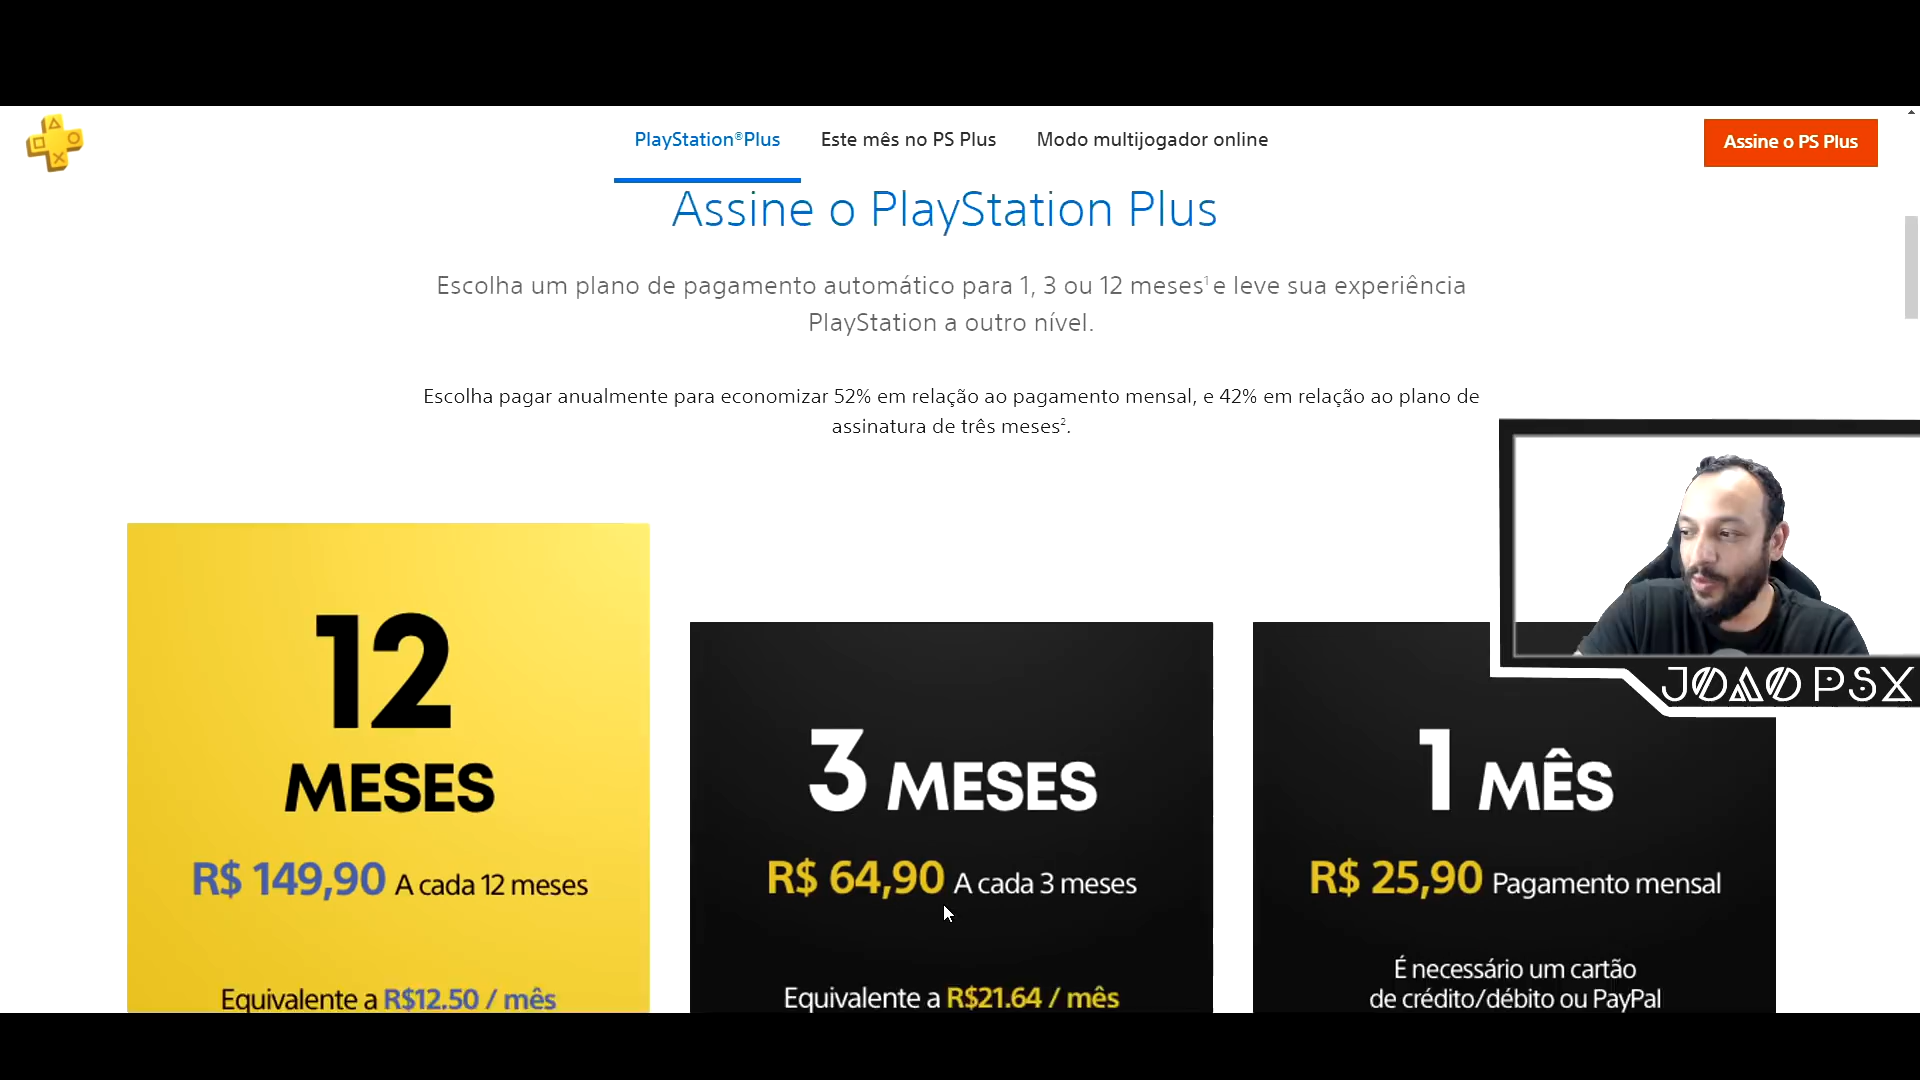 PlayStation®Plus
Este mês no PS Plus
Modo multijogador online
Assine o PS Plus
Assine o PlayStation Plus
Escolha um plano de pagamento automático para 1, 3 ou 12 meses¹ e leve sua experiência
PlayStation a outro nível.
Escolha pagar anualmente para economizar 52% em relação ao pagamento mensal, e 42% em relação ao plano de
assinatura de três meses².
JOAO PSX
12
MESES
R$ 149,90 A cada 12 meses
Equivalente a R$12.50 / mês
3 MESES
R$ 64,90 A cada 3 meses
Equivalente a R$21.64 / mês
1 MÊS
R$ 25,90 Pagamento mensal
É necessário um cartão
de crédito/débito ou PayPal